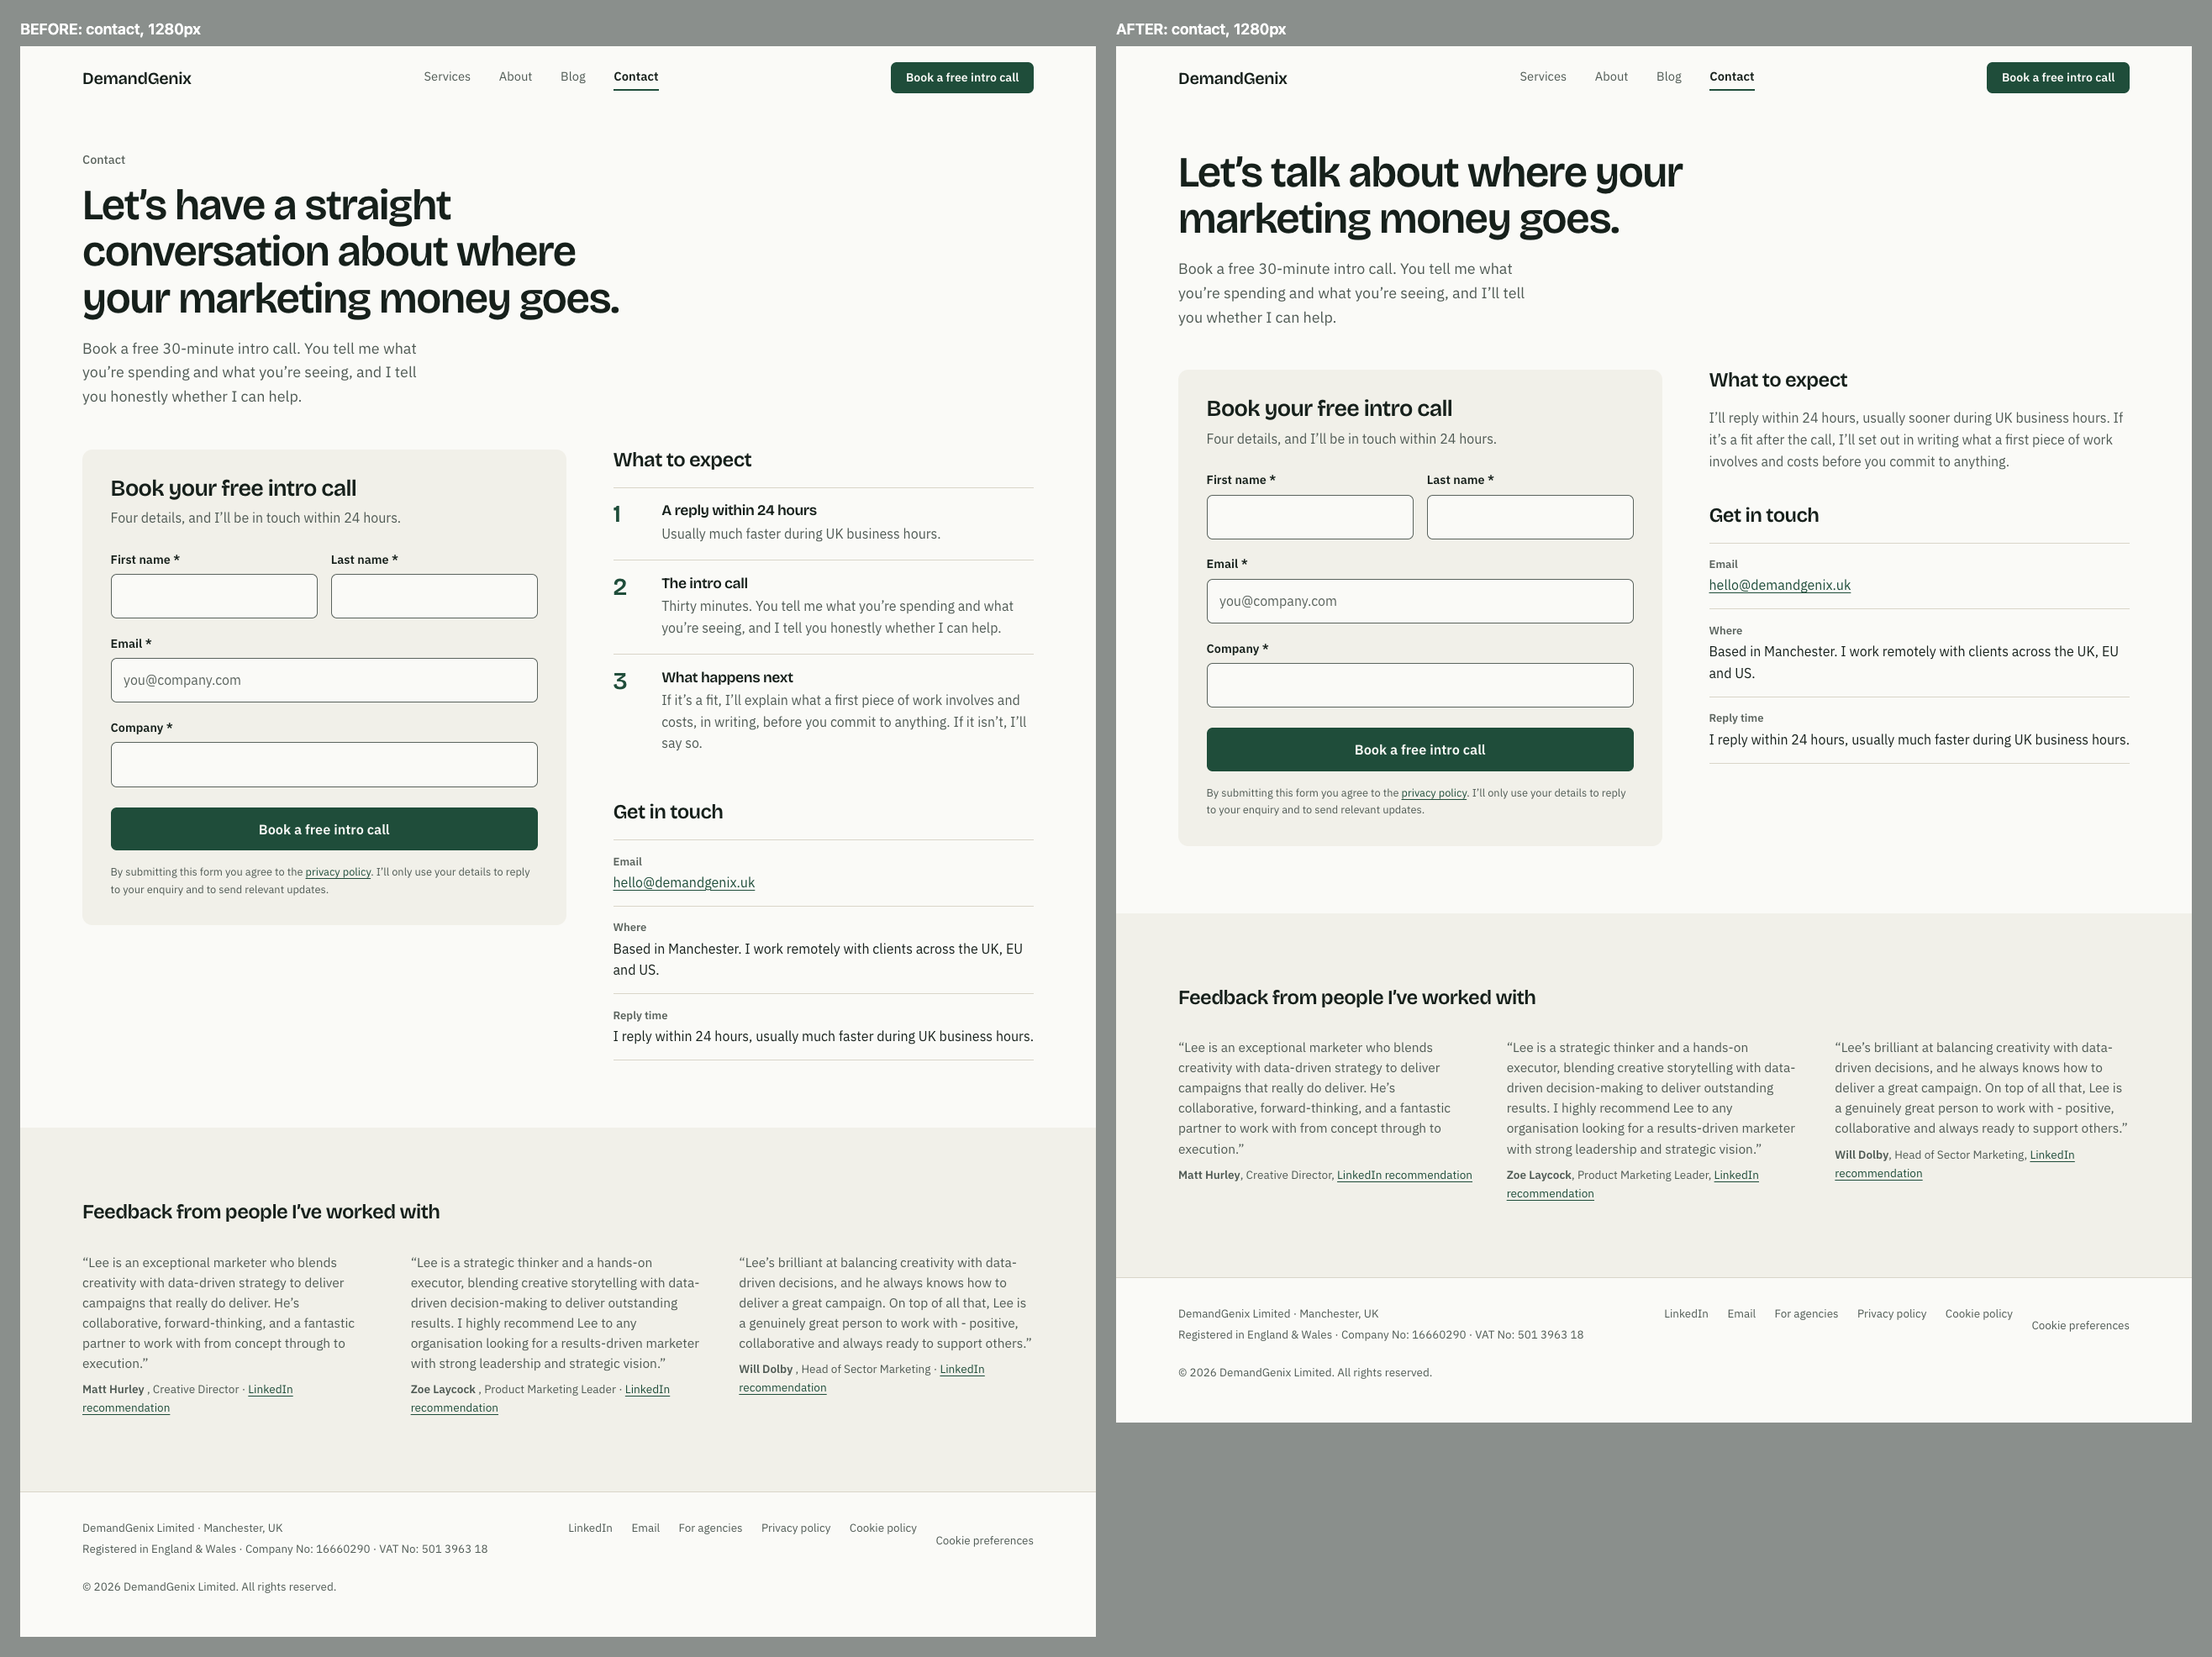 BEFORE: contact, 1280px
DemandGenix
Services
About
Blog
Contact
Book a free intro call
Contact
Let’s have a straight
conversation about where
your marketing money goes.
Book a free 30-minute intro call. You tell me what
you’re spending and what you’re seeing, and I tell
you honestly whether I can help.
Book your free intro call
Four details, and I’ll be in touch within 24 hours.
First name *
Last name *
Email *
you@company.com
Company *
Book a free intro call
By submitting this form you agree to the privacy policy. I’ll only use your details to reply
to your enquiry and to send relevant updates.
What to expect
1
A reply within 24 hours
Usually much faster during UK business hours.
2
The intro call
Thirty minutes. You tell me what you’re spending and what
you’re seeing, and I tell you honestly whether I can help.
3
What happens next
If it’s a fit, I’ll explain what a first piece of work involves and
costs, in writing, before you commit to anything. If it isn’t, I’ll
say so.
Get in touch
Email
hello@demandgenix.uk
Where
Based in Manchester. I work remotely with clients across the UK, EU
and US.
Reply time
I reply within 24 hours, usually much faster during UK business hours.
Feedback from people I’ve worked with
“Lee is an exceptional marketer who blends
creativity with data-driven strategy to deliver
campaigns that really do deliver. He’s
collaborative, forward-thinking, and a fantastic
partner to work with from concept through to
execution.”
Matt Hurley , Creative Director · LinkedIn
recommendation
“Lee is a strategic thinker and a hands-on
executor, blending creative storytelling with data-
driven decision-making to deliver outstanding
results. I highly recommend Lee to any
organisation looking for a results-driven marketer
with strong leadership and strategic vision.”
Zoe Laycock , Product Marketing Leader · LinkedIn
recommendation
“Lee’s brilliant at balancing creativity with data-
driven decisions, and he always knows how to
deliver a great campaign. On top of all that, Lee is
a genuinely great person to work with - positive,
collaborative and always ready to support others.”
Will Dolby , Head of Sector Marketing · LinkedIn
recommendation
DemandGenix Limited · Manchester, UK
Registered in England & Wales · Company No: 16660290 · VAT No: 501 3963 18
© 2026 DemandGenix Limited. All rights reserved.
LinkedIn
Email
For agencies
Privacy policy
Cookie policy
Cookie preferences
AFTER: contact, 1280px
DemandGenix
Services
About
Blog
Contact
Book a free intro call
Let’s talk about where your
marketing money goes.
Book a free 30-minute intro call. You tell me what
you’re spending and what you’re seeing, and I’ll tell
you whether I can help.
Book your free intro call
Four details, and I’ll be in touch within 24 hours.
First name *
Last name *
Email *
you@company.com
Company *
Book a free intro call
By submitting this form you agree to the privacy policy. I’ll only use your details to reply
to your enquiry and to send relevant updates.
What to expect
I’ll reply within 24 hours, usually sooner during UK business hours. If
it’s a fit after the call, I’ll set out in writing what a first piece of work
involves and costs before you commit to anything.
Get in touch
Email
hello@demandgenix.uk
Where
Based in Manchester. I work remotely with clients across the UK, EU
and US.
Reply time
I reply within 24 hours, usually much faster during UK business hours.
Feedback from people I’ve worked with
“Lee is an exceptional marketer who blends
creativity with data-driven strategy to deliver
campaigns that really do deliver. He’s
collaborative, forward-thinking, and a fantastic
partner to work with from concept through to
execution.”
Matt Hurley, Creative Director, LinkedIn recommendation
“Lee is a strategic thinker and a hands-on
executor, blending creative storytelling with data-
driven decision-making to deliver outstanding
results. I highly recommend Lee to any
organisation looking for a results-driven marketer
with strong leadership and strategic vision.”
Zoe Laycock, Product Marketing Leader, LinkedIn
recommendation
“Lee’s brilliant at balancing creativity with data-
driven decisions, and he always knows how to
deliver a great campaign. On top of all that, Lee is
a genuinely great person to work with - positive,
collaborative and always ready to support others.”
Will Dolby, Head of Sector Marketing, LinkedIn
recommendation
DemandGenix Limited · Manchester, UK
Registered in England & Wales · Company No: 16660290 · VAT No: 501 3963 18
© 2026 DemandGenix Limited. All rights reserved.
LinkedIn
Email
For agencies
Privacy policy
Cookie policy
Cookie preferences